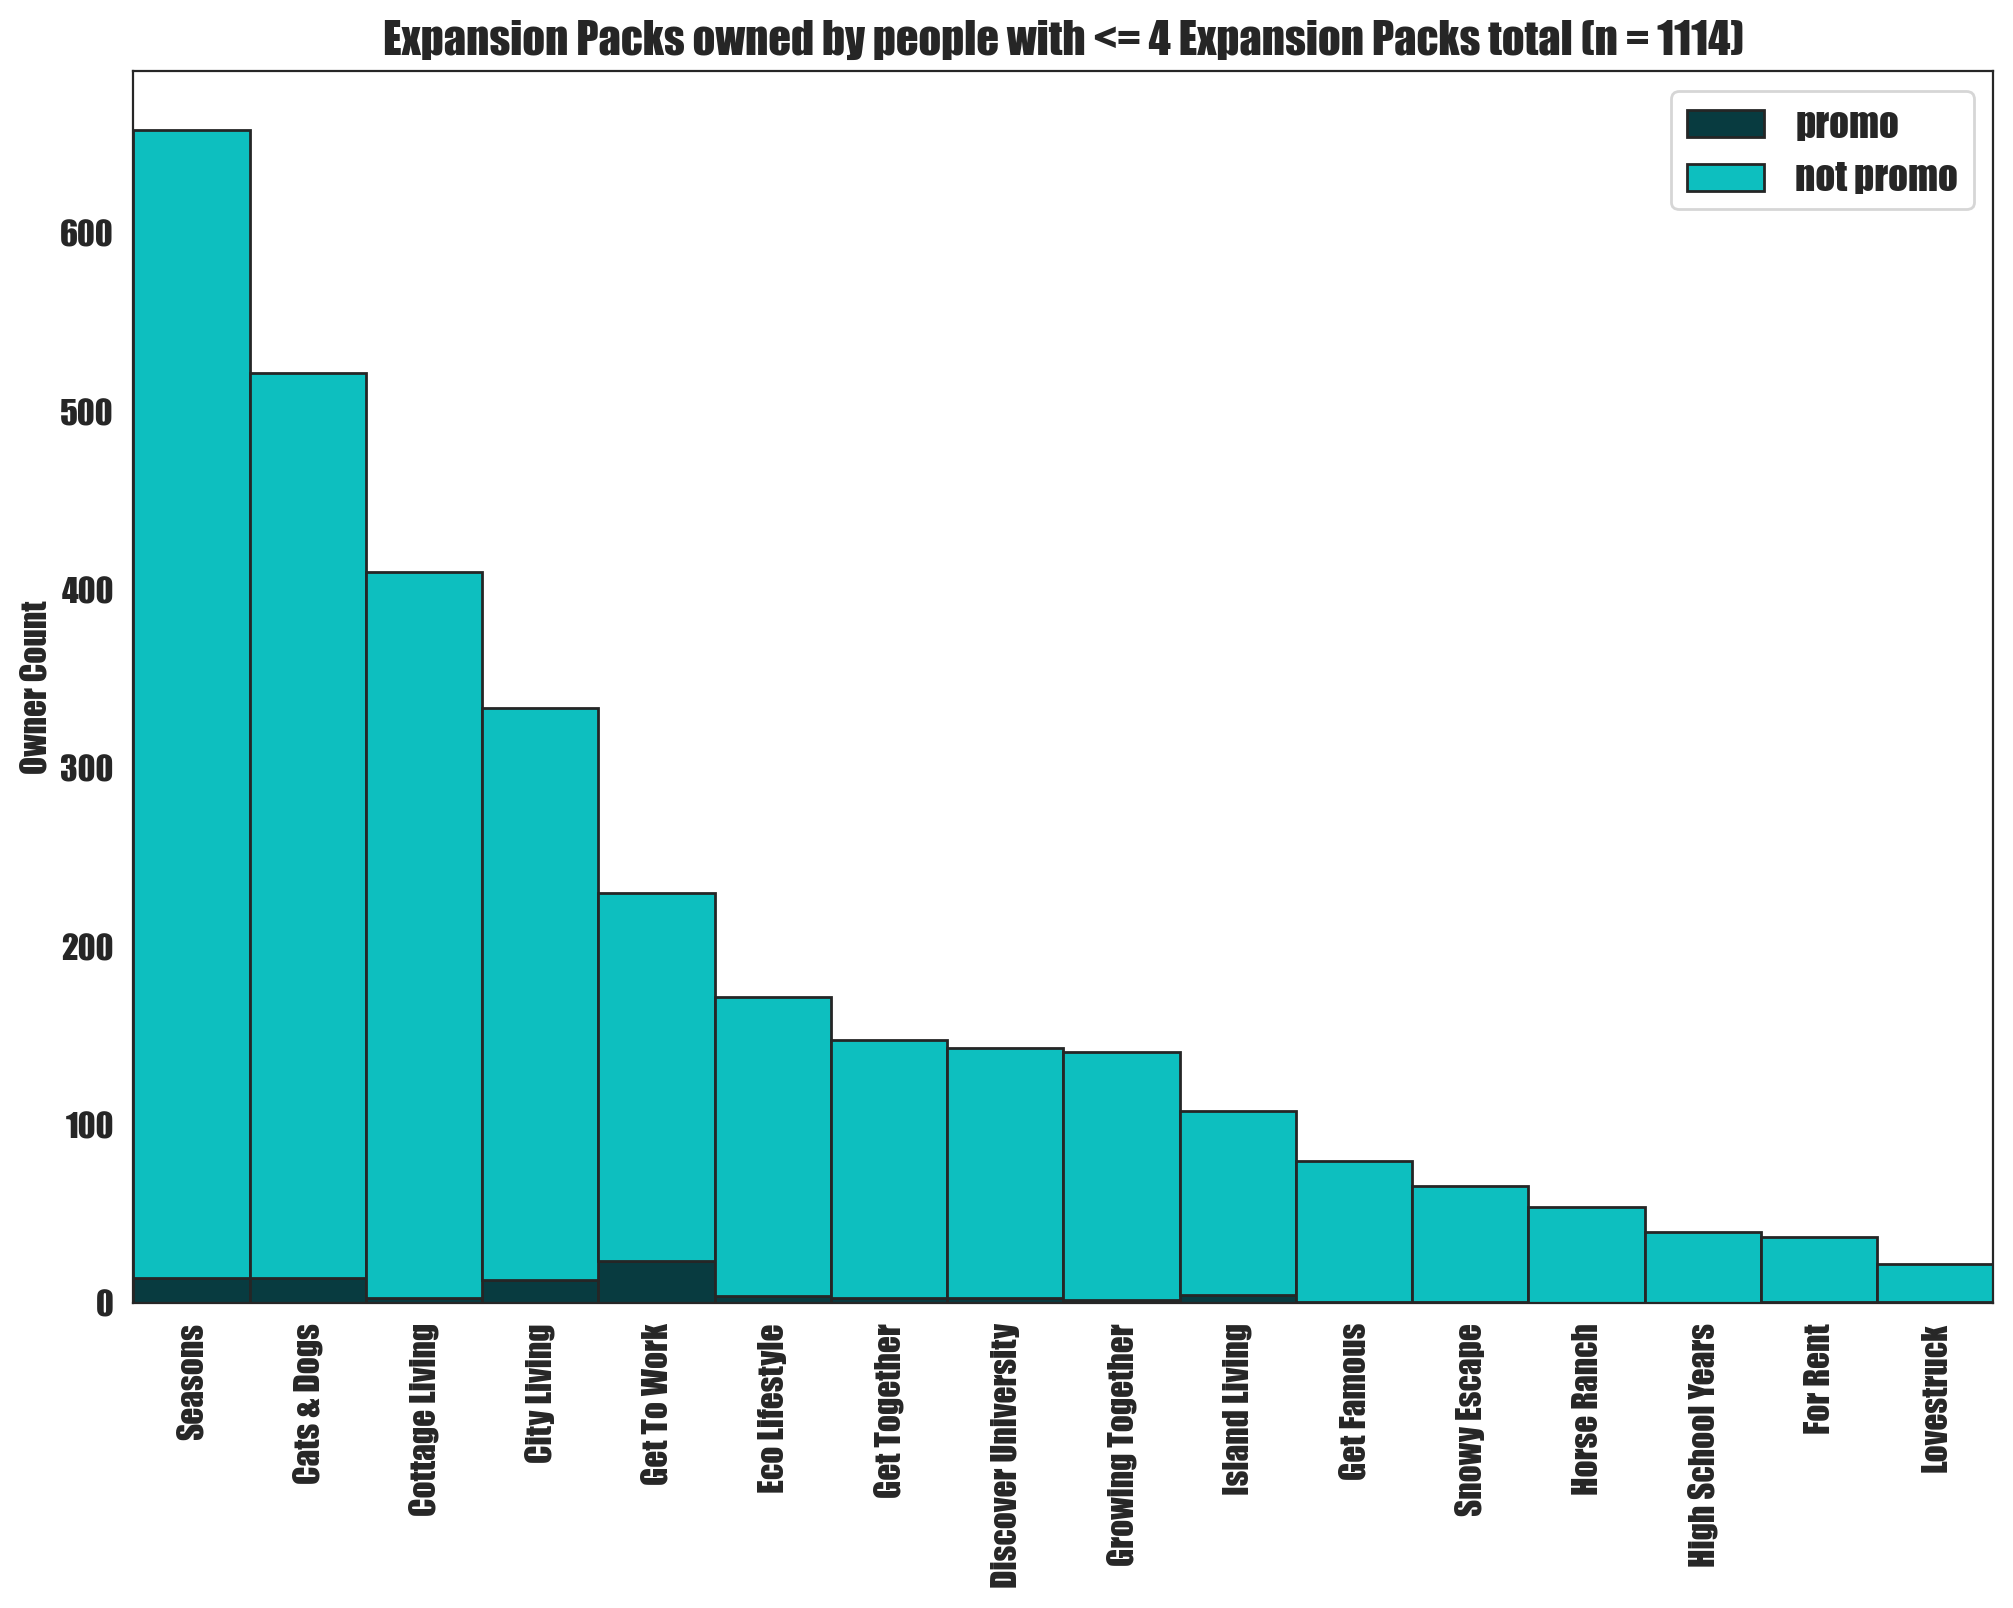 Expansion Packs owned by people with <= 4 Expansion Packs total (n = 1114)
promo
not promo
Owner Count
600
500
400
300
200
100
0
Seasons
Cats & Dogs
Cottage Living
City Living
Get To Work
Eco Lifestyle
Get Together
Discover University
Growing Together
Island Living
Get Famous
Snowy Escape
Horse Ranch
High School Years
For Rent
Lovestruck